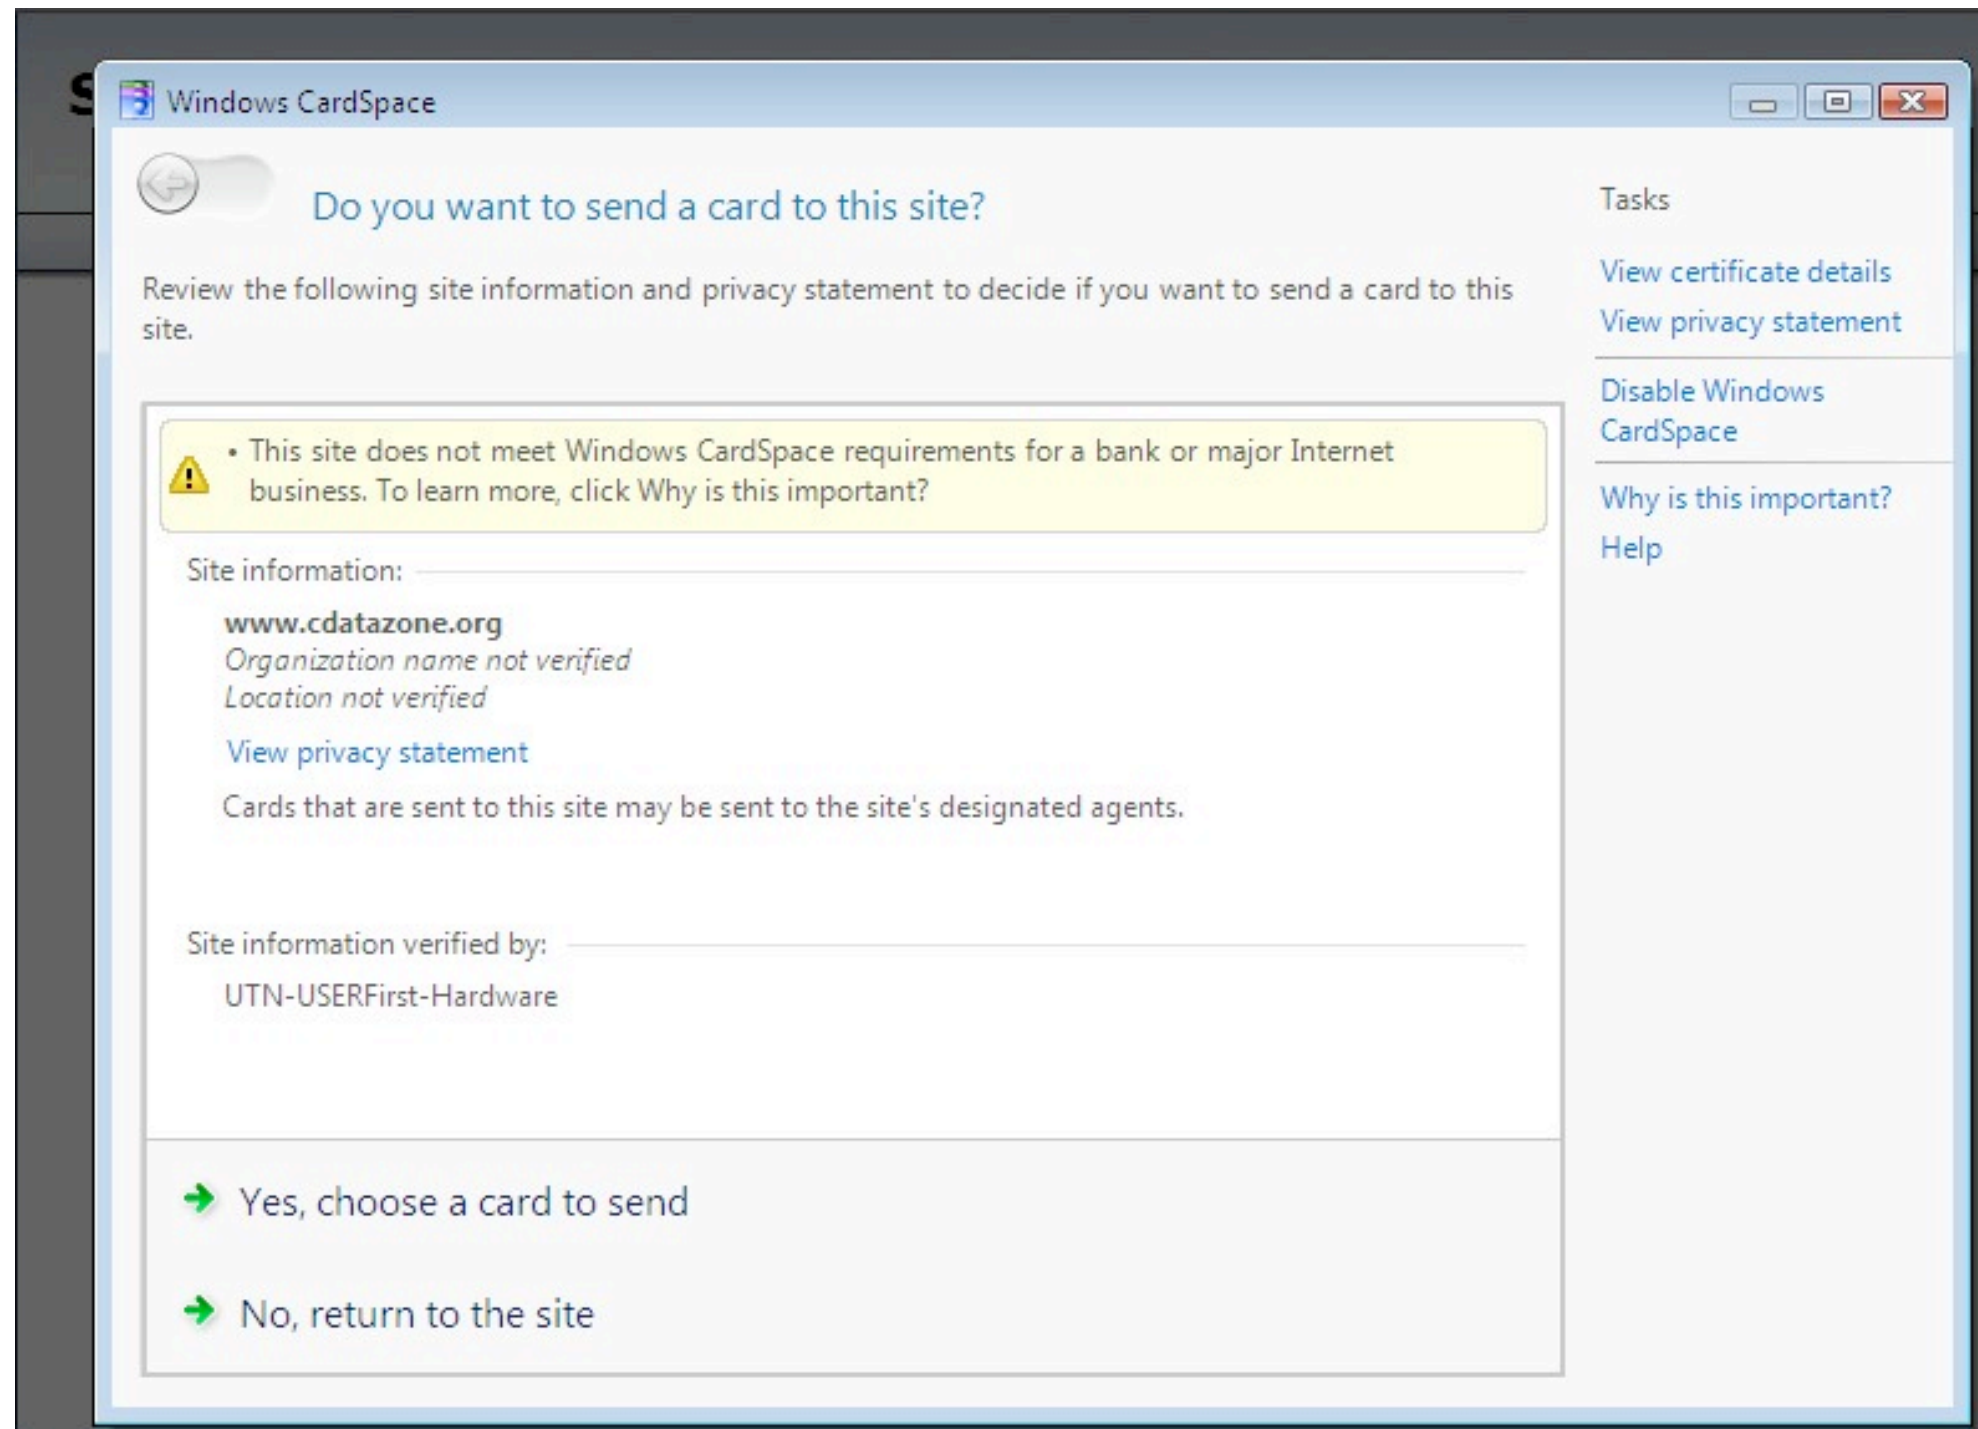 S
Windows CardSpace
Do you want to send a card to this site?
Review the following site information and privacy statement to decide if you want to send a card to this
site.
• This site does not meet Windows CardSpace requirements for a bank or major Internet
business. To learn more, click Why is this important?
Site information:
www.cdatazone.org
Organization name not verified
Location not verified
View privacy statement
Cards that are sent to this site may be sent to the site's designated agents.
Site information verified by:
UTN-USERFirst-Hardware
Yes, choose a card to send
No, return to the site
Tasks
View certificate details
View privacy statement
Disable Windows
CardSpace
Why is this important?
Help